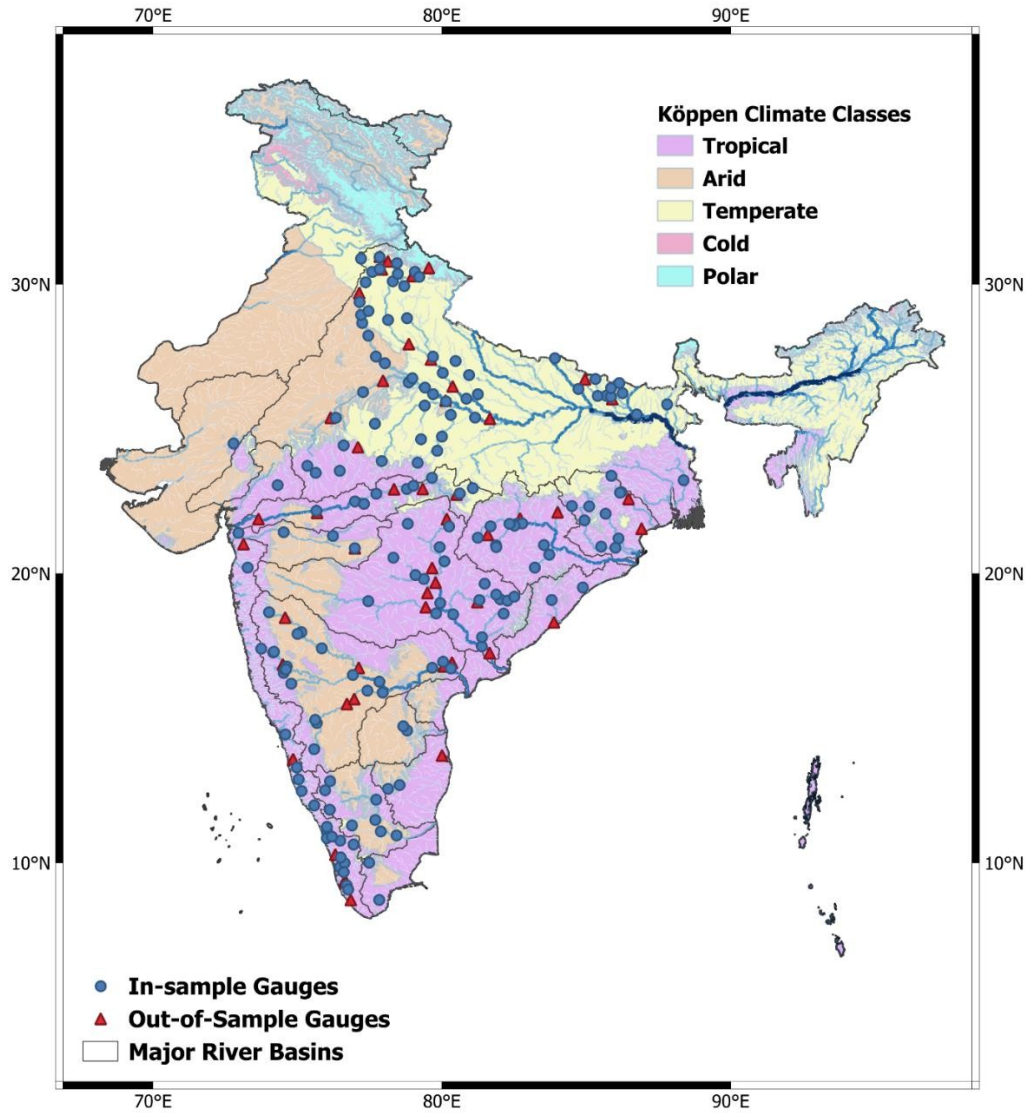 70°E 80°E 90°E
Köppen Climate Classes
Tropical
Arid
Temperate
Cold
Polar
30°N 30°N
20°N 20°N
10°N 10°N
In-sample Gauges
Out-of-Sample Gauges
Major River Basins
70°E 80°E 90°E